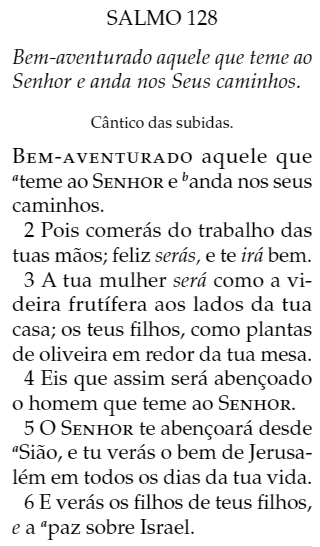 SALMO 128
Bem-aventurado aquele que teme ao
Senhor e anda nos Seus caminhos.
Cântico das subidas.
BEM-AVENTURADO aquele que
ᵃteme ao SENHOR e ᵇanda nos seus
caminhos.
2 Pois comerás do trabalho das
tuas mãos; feliz serás, e te irá bem.
3 A tua mulher será como a vi-
deira frutífera aos lados da tua
casa; os teus filhos, como plantas
de oliveira em redor da tua mesa.
4 Eis que assim será abençoado
o homem que teme ao SENHOR.
5 O SENHOR te abençoará desde
ᵃSião, e tu verás o bem de Jerusa-
lém em todos os dias da tua vida.
6 E verás os filhos de teus filhos,
e a ᵃpaz sobre Israel.